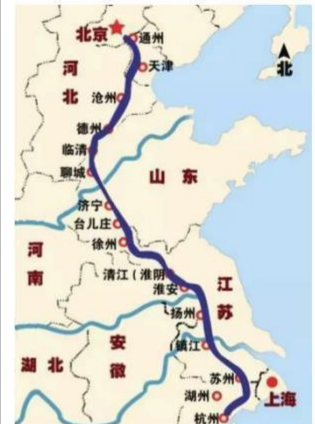 北京
通州
天津
河北
沧州
北
德州
临清
聊城
山东
济宁
台儿庄
徐州
河南
清江（淮阴
淮安
江苏
扬州
安徽
镇江
湖北
苏州
湖州
上海
杭州